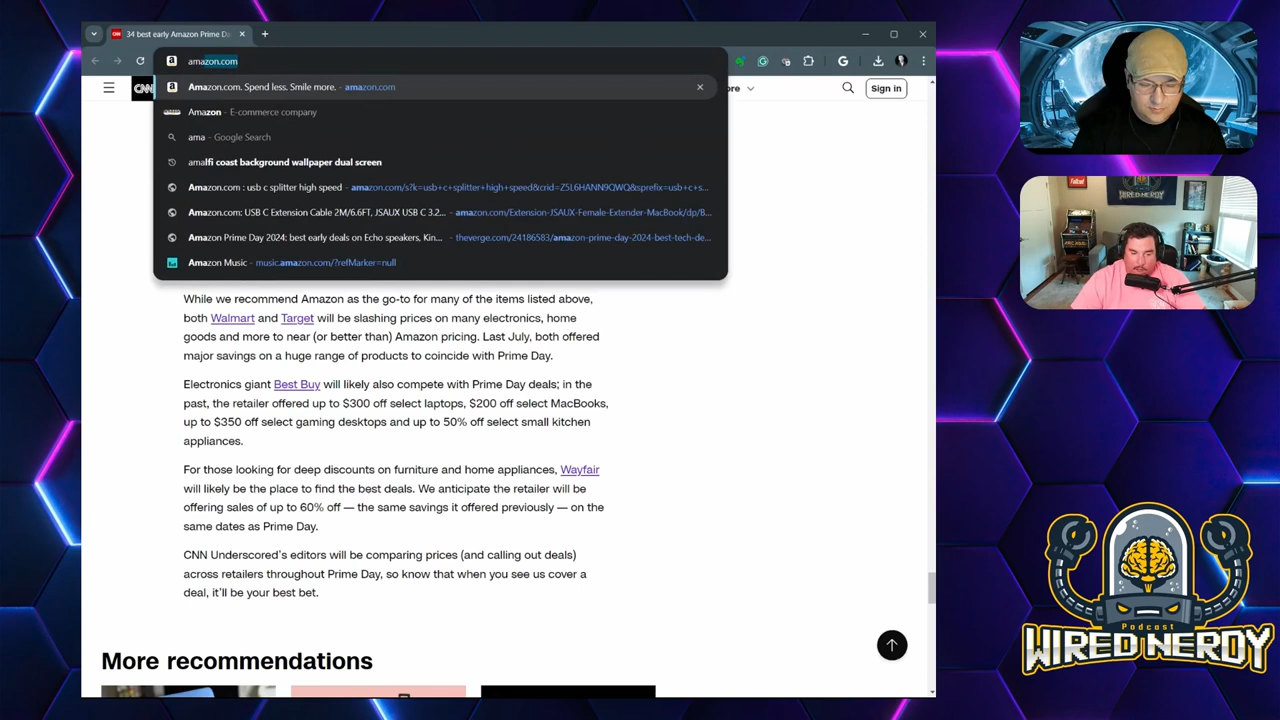 34 best early Amazon Prime D
amazon.com
Amazon.com. Spend less. Smile more. - amazon.com
Amazon - E-commerce company
ama - Google Search
amalfi coast background wallpaper dual screen
Amazon.com : usb c splitter high speed - amazon.com/s?k=usb+c+splitter+high+speed&crid=Z5L6HANN9QWQ&sprefix=usb+c+s...
Amazon.com: USB C Extension Cable 2M/6.6FT, JSAUX USB C 3.2... - amazon.com/Extension-JSAUX-Female-Extender-MacBook/dp/B...
Amazon Prime Day 2024: best early deals on Echo speakers, Kin... - theverge.com/24186583/amazon-prime-day-2024-best-tech-de...
Amazon Music - music.amazon.com/?refMarker=null
CNN
ore
Sign in
While we recommend Amazon as the go-to for many of the items listed above,
both Walmart and Target will be slashing prices on many electronics, home
goods and more to near (or better than) Amazon pricing. Last July, both offered
major savings on a huge range of products to coincide with Prime Day.
Electronics giant Best Buy will likely also compete with Prime Day deals; in the
past, the retailer offered up to $300 off select laptops, $200 off select MacBooks,
up to $350 off select gaming desktops and up to 50% off select small kitchen
appliances.
For those looking for deep discounts on furniture and home appliances, Wayfair
will likely be the place to find the best deals. We anticipate the retailer will be
offering sales of up to 60% off — the same savings it offered previously — on the
same dates as Prime Day.
CNN Underscored's editors will be comparing prices (and calling out deals)
across retailers throughout Prime Day, so know that when you see us cover a
deal, it'll be your best bet.
More recommendations
Fallout
WIRED NERDY
Podcast
WIRED NERDY